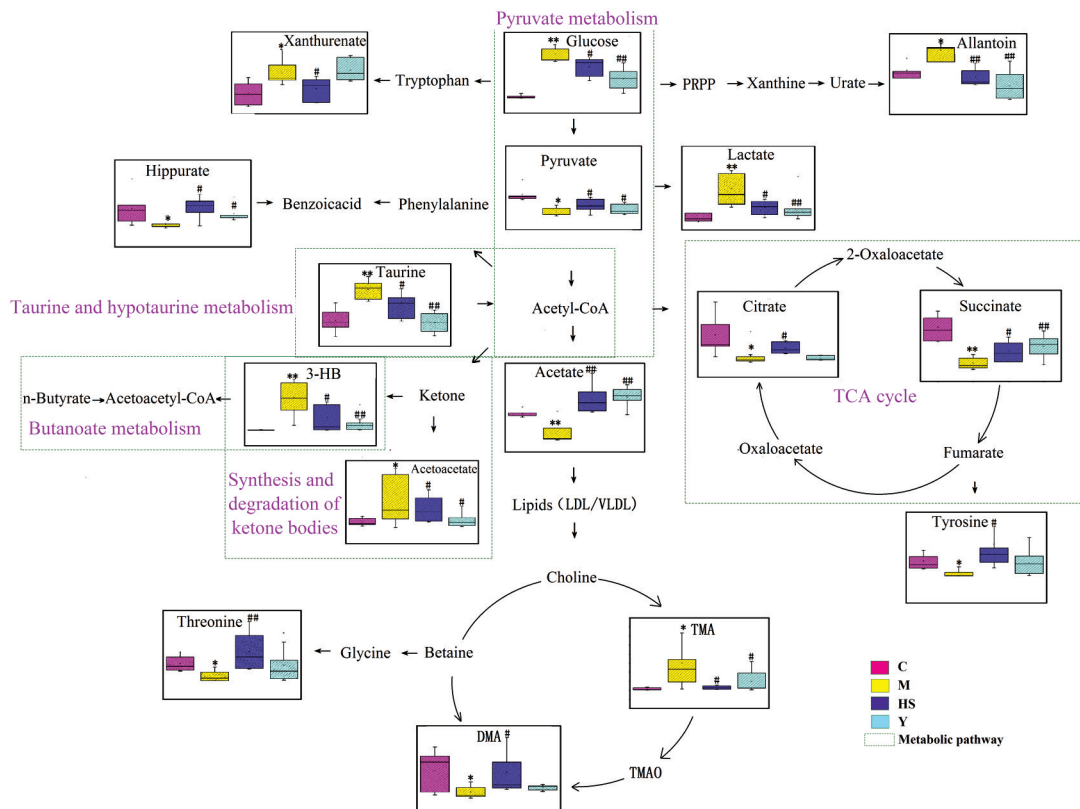 Pyruvate metabolism
Xanthurenate
*
#
Glucose
**
#
##
Allantoin
*
##
##
Tryptophan
PRPP
Xanthine
Urate
Hippurate
*
#
#
Benzoicacid
Phenylalanine
Pyruvate
*
#
#
Lactate
**
#
##
Taurine and hypotaurine metabolism
Taurine
**
#
##
Acetyl-CoA
2-Oxaloacetate
Citrate
*
#
Succinate
**
#
##
TCA cycle
Oxaloacetate
Fumarate
n-Butyrate
Acetoacetyl-CoA
Butanoate metabolism
3-HB
**
#
##
Ketone
Acetate
**
##
##
Synthesis and
degradation of
ketone bodies
Acetoacetate
*
#
#
Lipids (LDL/VLDL)
Tyrosine
*
#
Choline
Threonine
*
##
Glycine
Betaine
TMA
*
#
#
DMA
*
#
TMAO
C
M
HS
Y
Metabolic pathway